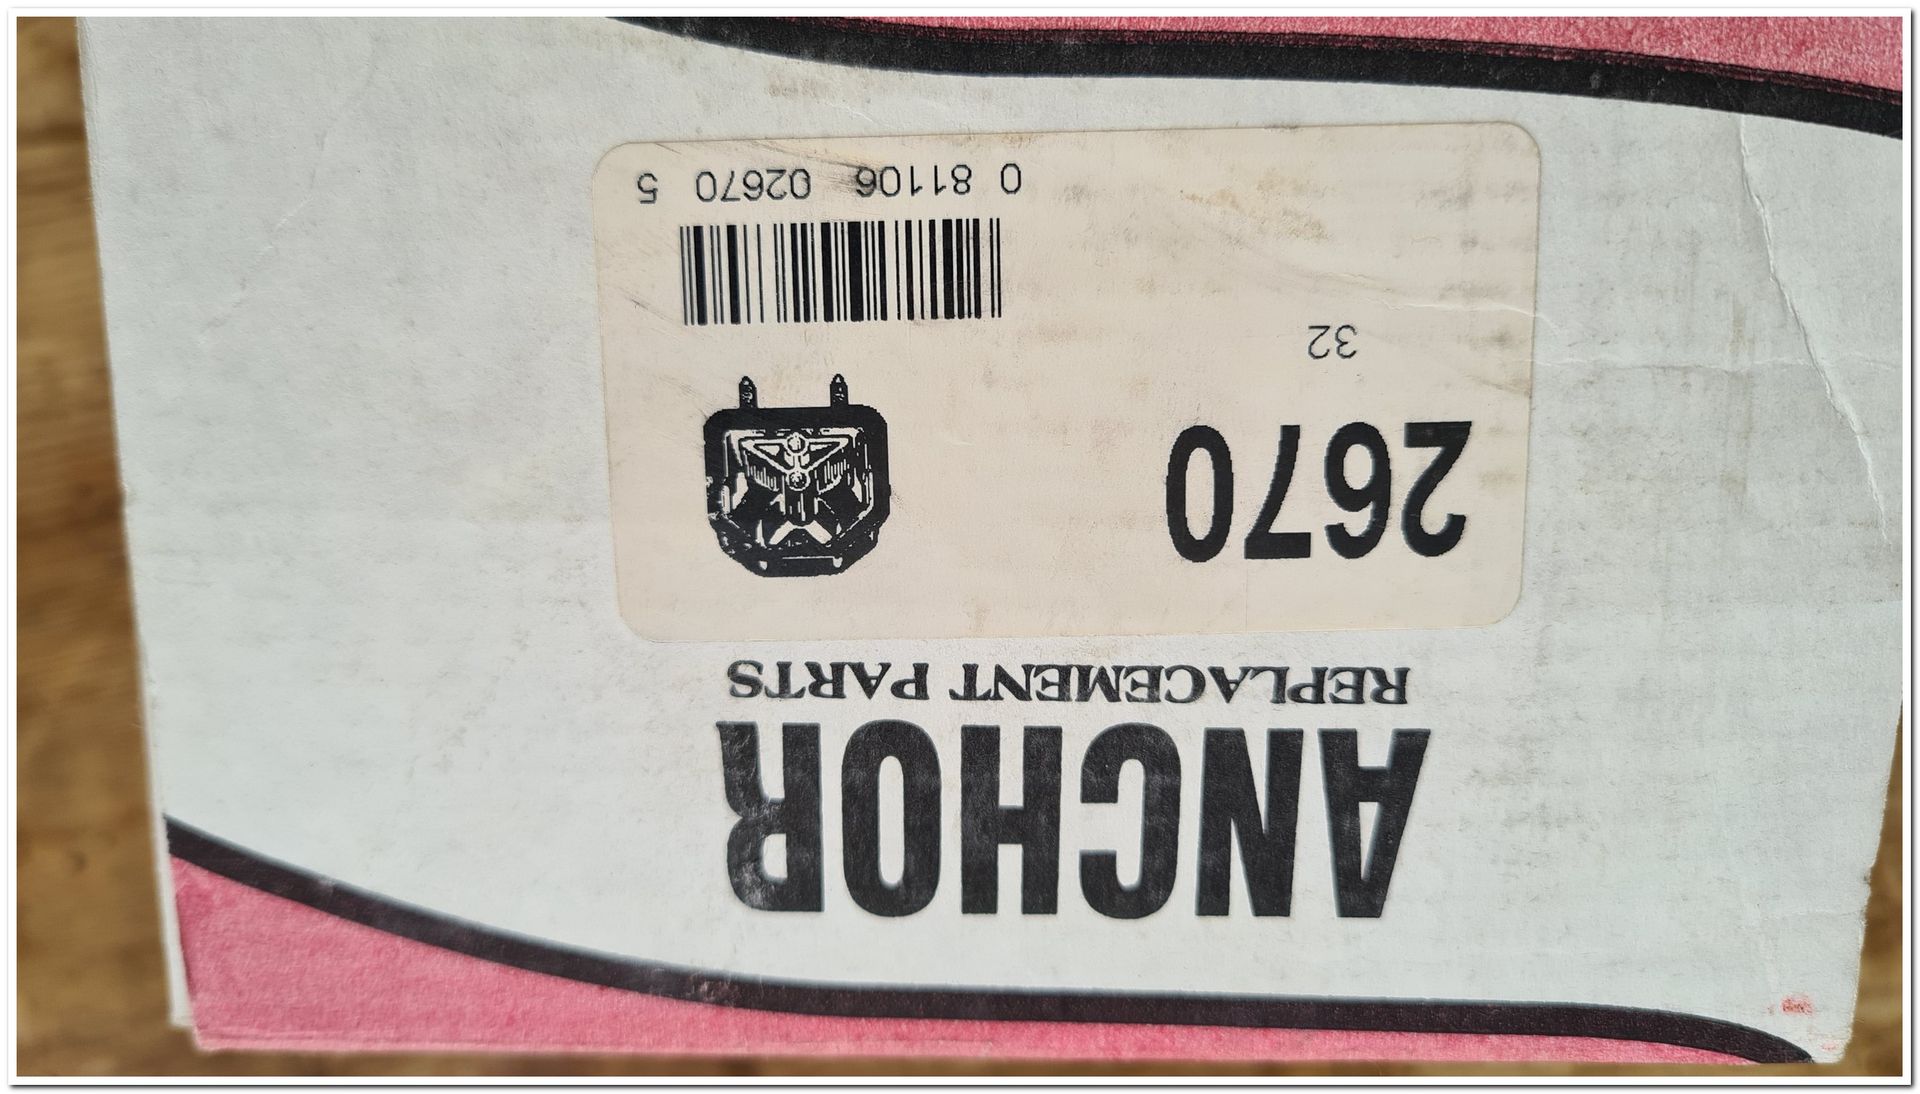 ANCHOR
REPLACEMENT PARTS
2670
32
0 81106 02670 5